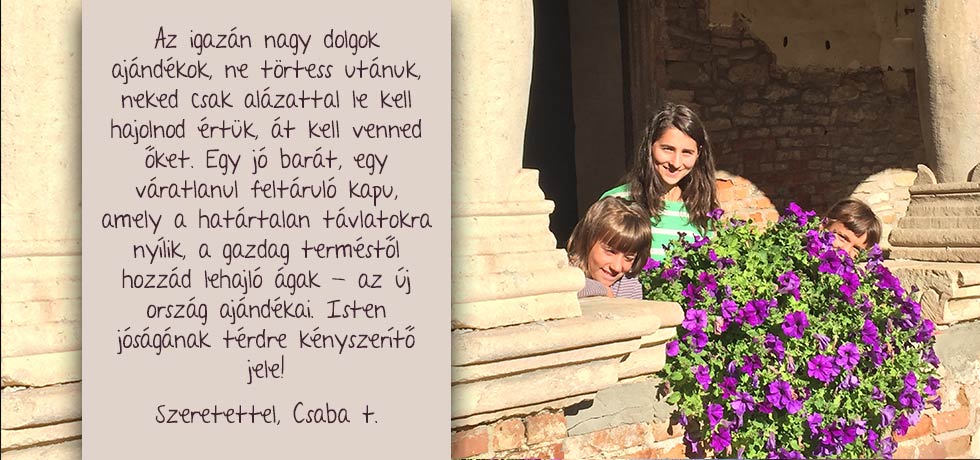 Az igazán nagy dolgok
ajándékok, ne törtess utánuk,
neked csak alázattal le kell
hajolnod értük, át kell venned
őket. Egy jó barát, egy
váratlanul feltáruló kapu,
amely a határtalan távlatokra
nyílik, a gazdag terméstől
hozzád lehajló ágak – az új
ország ajándékai. Isten
jóságának térdre kényszerítő
jele!
Szeretettel, Csaba t.